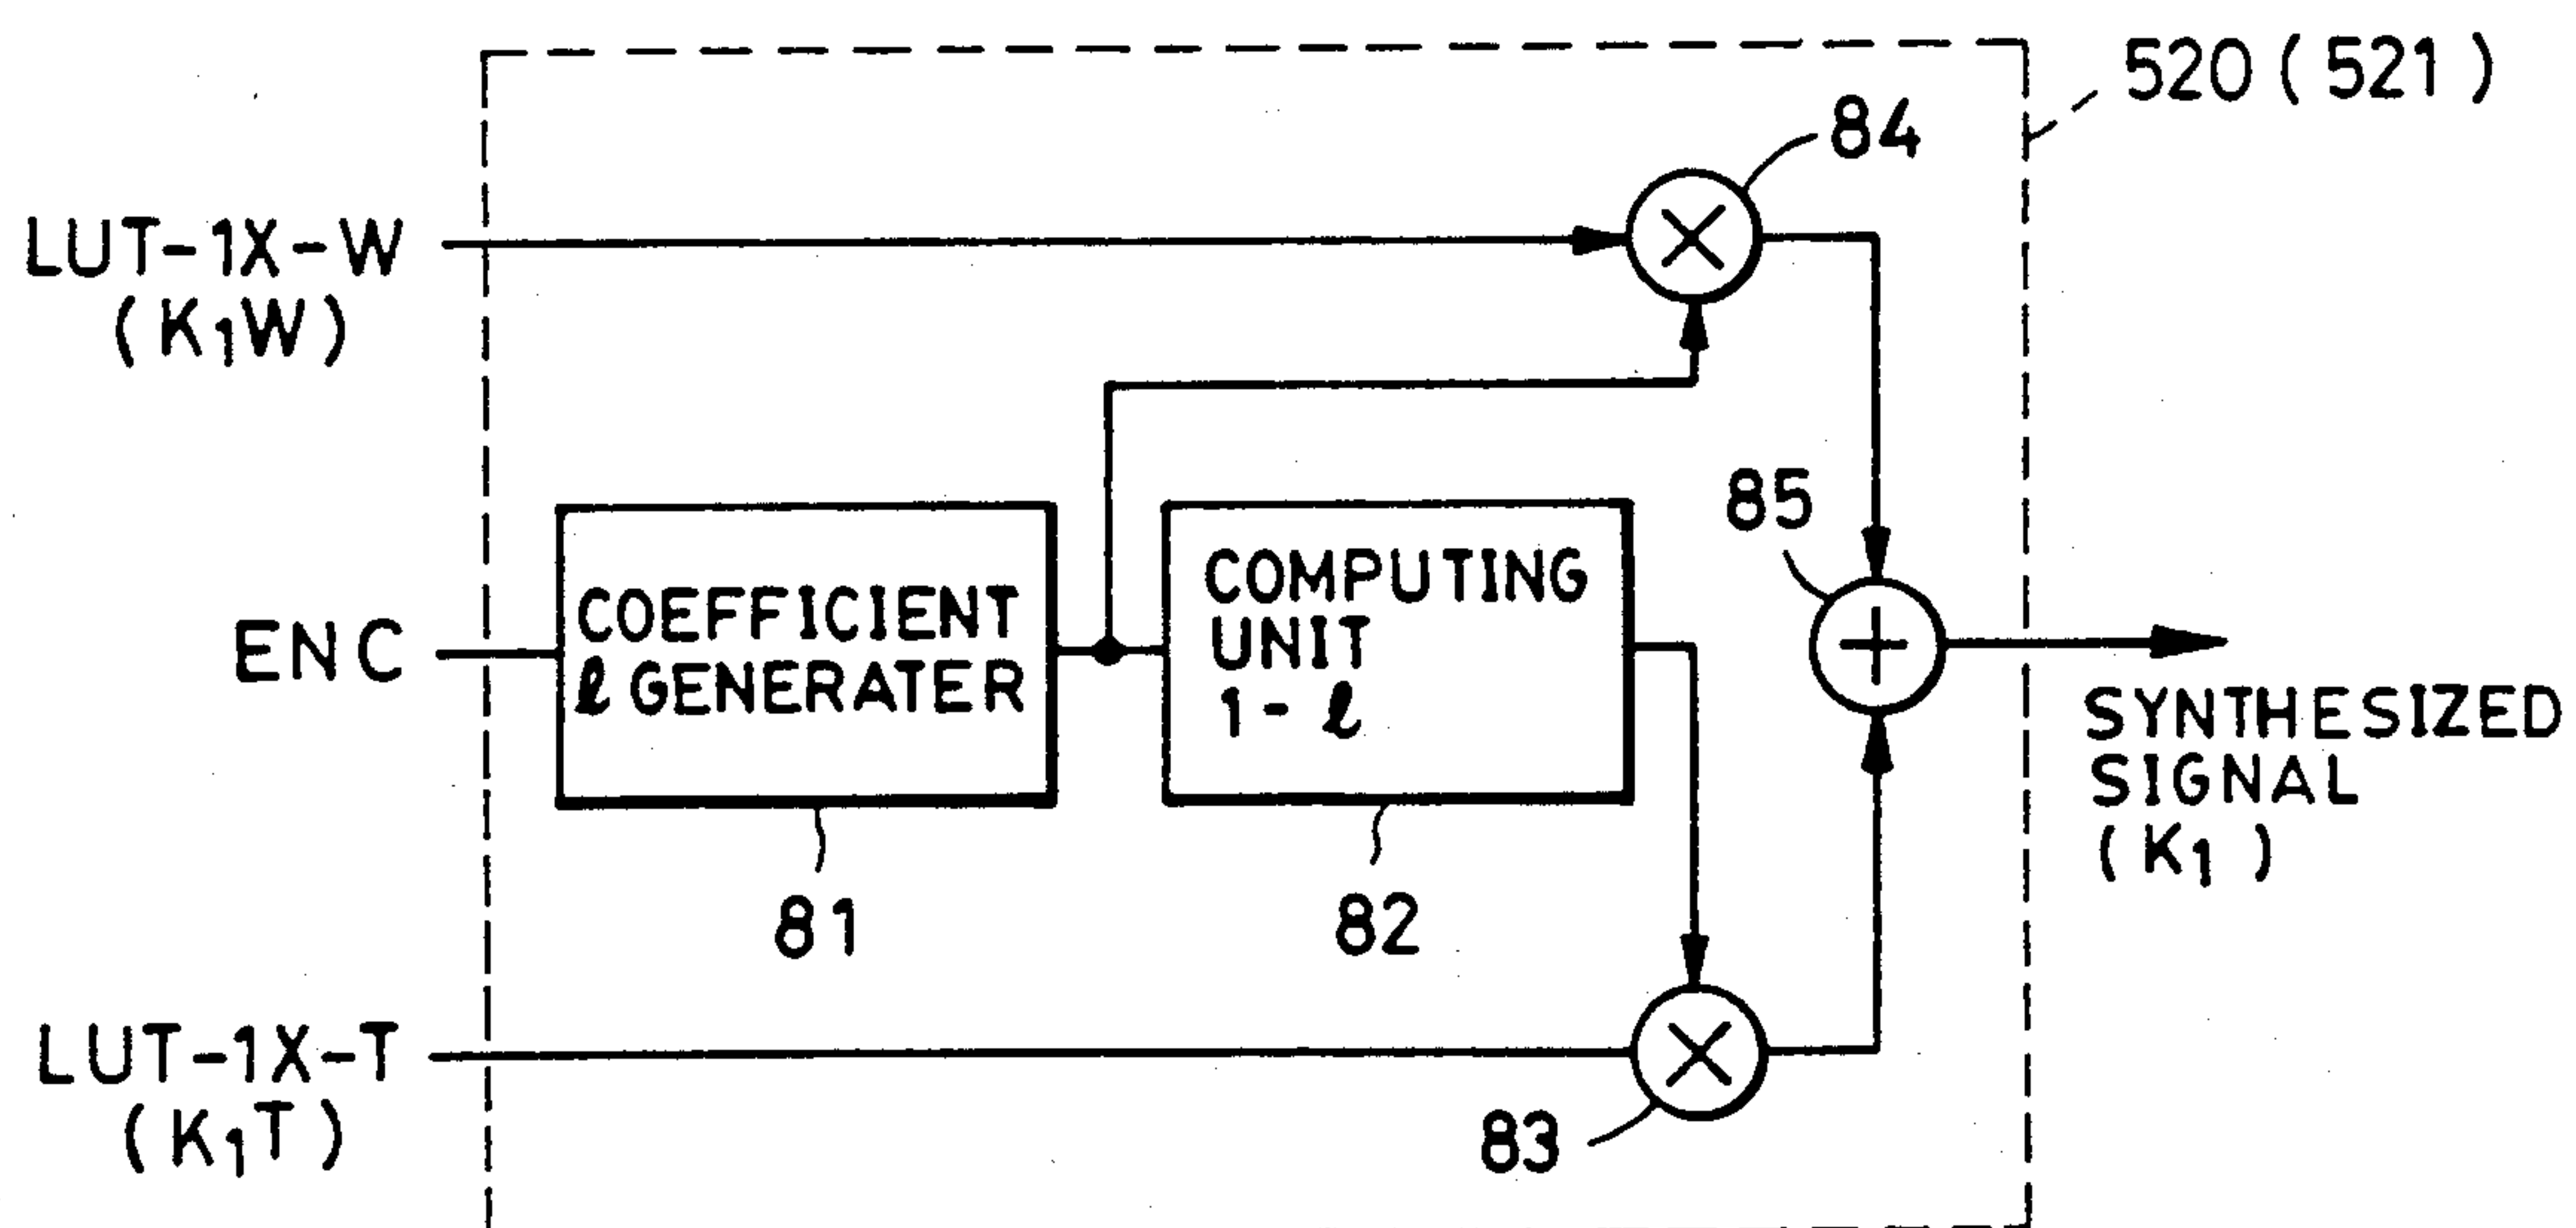 520 (521)
84
LUT-1X-W
(K₁W)
85
COEFFICIENT
ℓ GENERATER
COMPUTING
UNIT
1-ℓ
ENC
SYNTHESIZED
SIGNAL
(K₁)
81
82
LUT-1X-T
(K₁T)
83